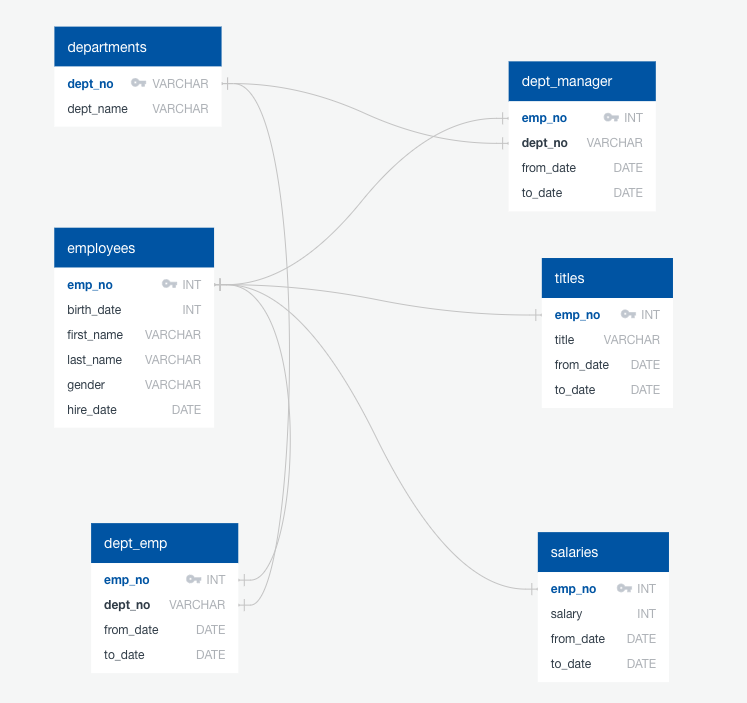 departments
dept_no VARCHAR
dept_name VARCHAR
dept_manager
emp_no INT
dept_no VARCHAR
from_date DATE
to_date DATE
employees
emp_no INT
birth_date INT
first_name VARCHAR
last_name VARCHAR
gender VARCHAR
hire_date DATE
titles
emp_no INT
title VARCHAR
from_date DATE
to_date DATE
dept_emp
emp_no INT
dept_no VARCHAR
from_date DATE
to_date DATE
salaries
emp_no INT
salary INT
from_date DATE
to_date DATE